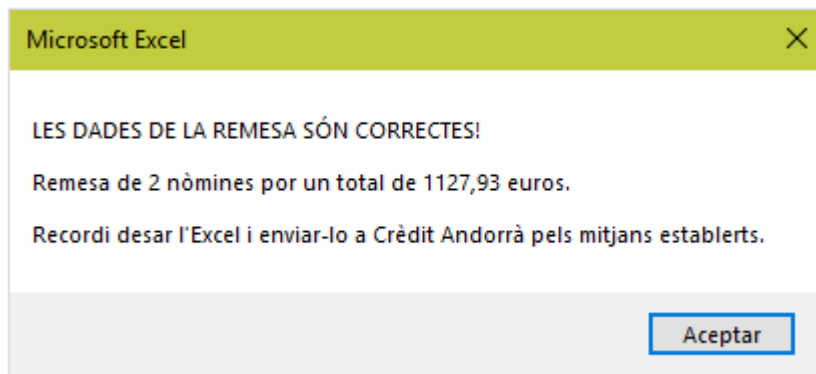 Microsoft Excel
LES DADES DE LA REMESA SÓN CORRECTES!
Remesa de 2 nòmines por un total de 1127,93 euros.
Recordi desar l'Excel i enviar-lo a Crèdit Andorrà pels mitjans establerts.
Aceptar